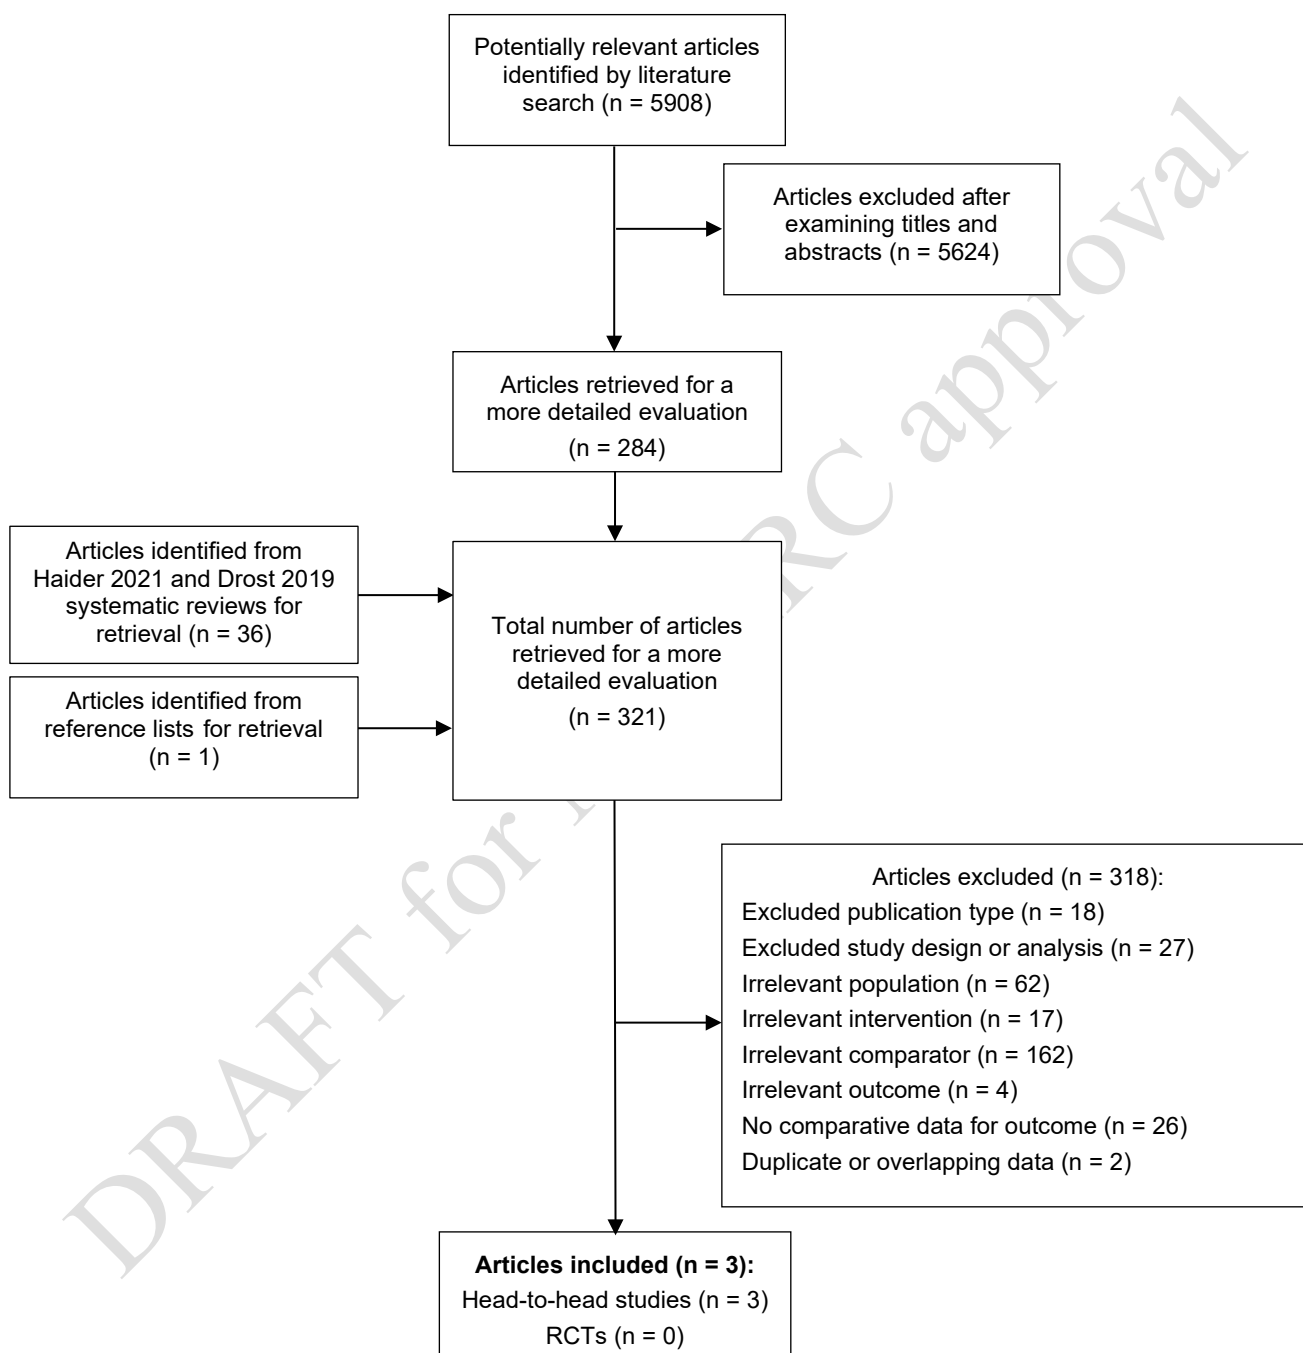 Potentially relevant articles
identified by literature
search (n = 5908)
Articles excluded after
examining titles and
abstracts (n = 5624)
Articles retrieved for a
more detailed evaluation
(n = 284)
Articles identified from
Haider 2021 and Drost 2019
systematic reviews for
retrieval (n = 36)
Total number of articles
retrieved for a more
detailed evaluation
(n = 321)
Articles identified from
reference lists for retrieval
(n = 1)
Articles excluded (n = 318):
Excluded publication type (n = 18)
Excluded study design or analysis (n = 27)
Irrelevant population (n = 62)
Irrelevant intervention (n = 17)
Irrelevant comparator (n = 162)
Irrelevant outcome (n = 4)
No comparative data for outcome (n = 26)
Duplicate or overlapping data (n = 2)
Articles included (n = 3):
Head-to-head studies (n = 3)
RCTs (n = 0)
DRAFT for RC approval